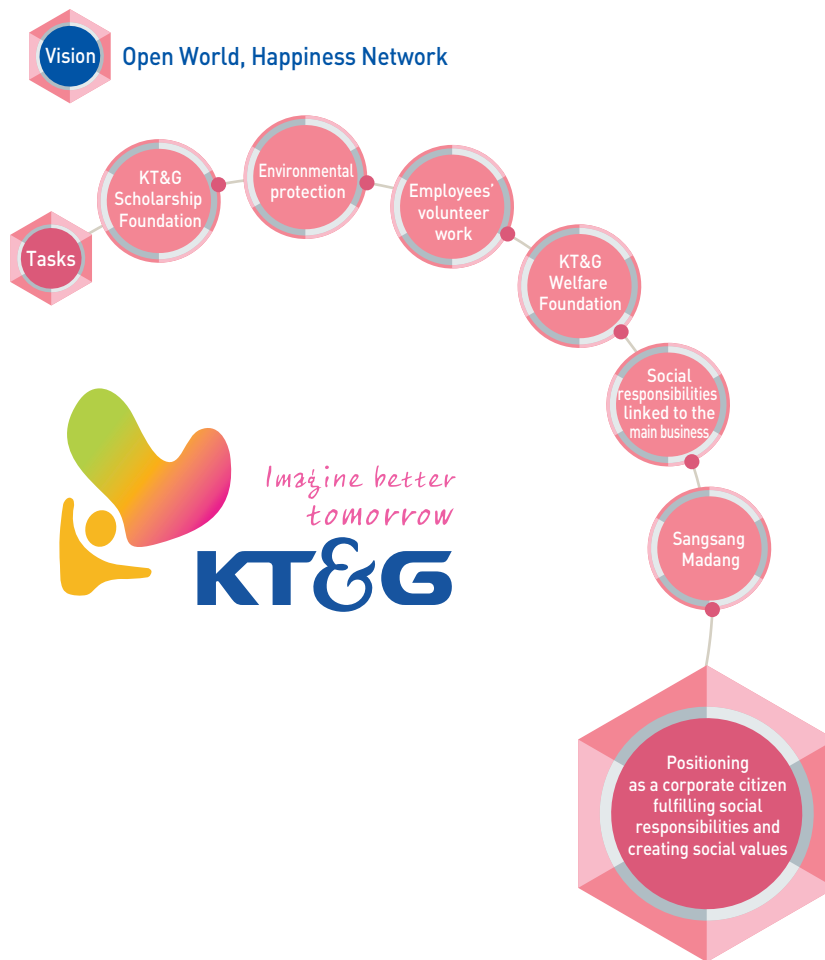 Vision
Open World, Happiness Network
Tasks
KT&G
Scholarship
Foundation
Environmental
protection
Employees’
volunteer
work
KT&G
Welfare
Foundation
Social
responsibilities
linked to the
main business
Sangsang
Madang
Positioning
as a corporate citizen
fulfilling social
responsibilities and
creating social values
Imagine better
tomorrow
KT&G